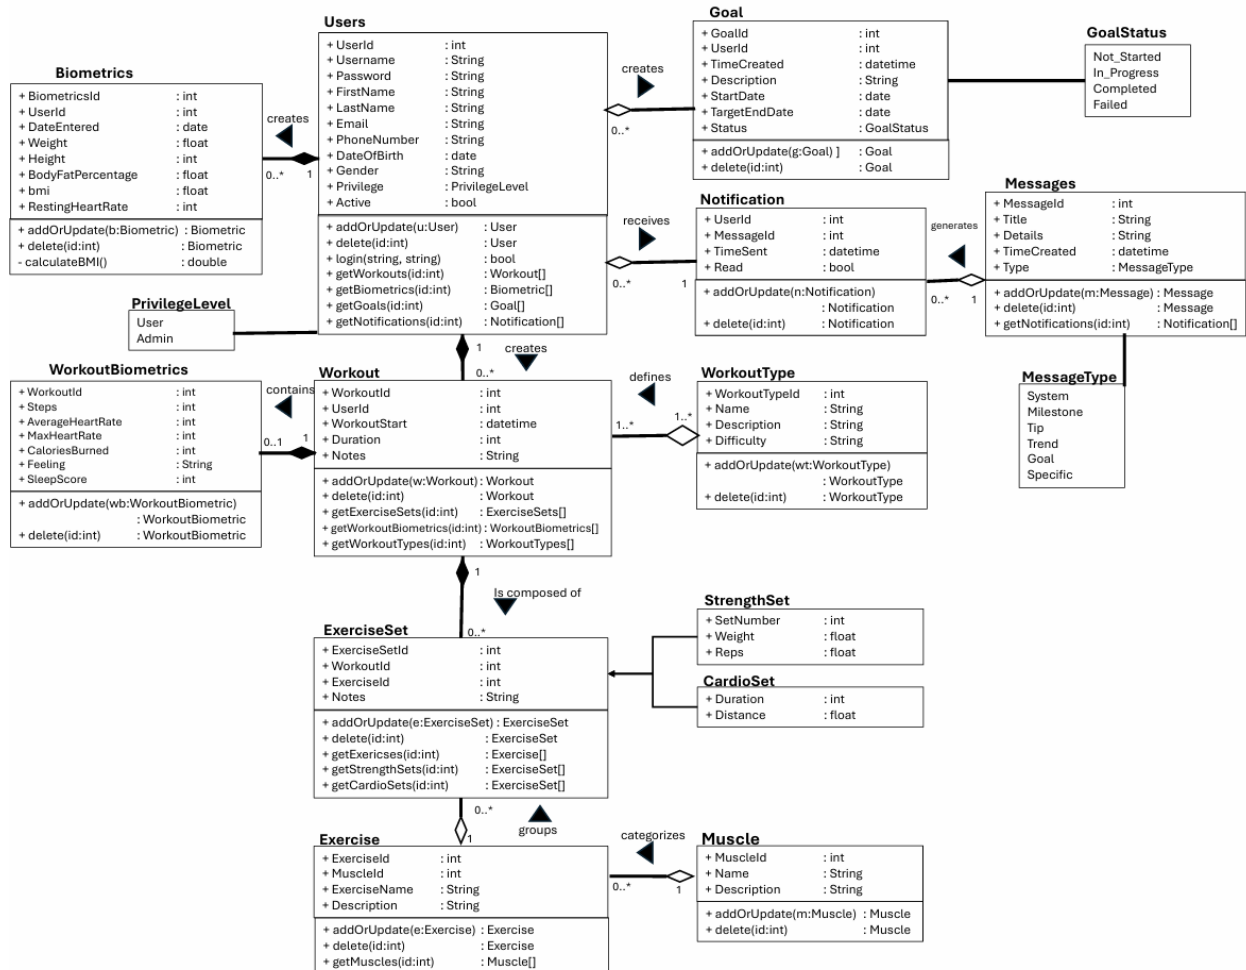 Users
+ UserId : int
+ Username : String
+ Password : String
+ FirstName : String
+ LastName : String
+ Email : String
+ PhoneNumber : String
+ DateOfBirth : date
+ Gender : String
+ Privilege : PrivilegeLevel
+ Active : bool
+ addOrUpdate(u:User) : User
+ delete(id:int) : User
+ login(string, string) : bool
+ getWorkouts(id:int) : Workout[]
+ getBiometrics(id:int) : Biometric[]
+ getGoals(id:int) : Goal[]
+ getNotifications(id:int) : Notification[]
Goal
+ GoalId : int
+ UserId : int
+ TimeCreated : datetime
+ Description : String
+ StartDate : date
+ TargetEndDate : date
+ Status : GoalStatus
+ addOrUpdate(g:Goal) ] : Goal
+ delete(id:int) : Goal
creates
0..*
GoalStatus
Not_Started
In_Progress
Completed
Failed
Biometrics
+ BiometricsId : int
+ UserId : int
+ DateEntered : date
+ Weight : float
+ Height : int
+ BodyFatPercentage : float
+ bmi : float
+ RestingHeartRate : int
+ addOrUpdate(b:Biometric) : Biometric
+ delete(id:int) : Biometric
- calculateBMI() : double
creates
0..* 1
Notification
+ UserId : int
+ MessageId : int
+ TimeSent : datetime
+ Read : bool
+ addOrUpdate(n:Notification)
: Notification
+ delete(id:int) : Notification
receives
0..* 1
Messages
+ MessageId : int
+ Title : String
+ Details : String
+ TimeCreated : datetime
+ Type : MessageType
+ addOrUpdate(m:Message) : Message
+ delete(id:int) : Message
+ getNotifications(id:int) : Notification[]
generates
0..* 1
PrivilegeLevel
User
Admin
MessageType
System
Milestone
Tip
Trend
Goal
Specific
1
creates
0..*
WorkoutBiometrics
+ WorkoutId : int
+ Steps : int
+ AverageHeartRate : int
+ MaxHeartRate : int
+ CaloriesBurned : int
+ Feeling : String
+ SleepScore : int
+ addOrUpdate(wb:WorkoutBiometric)
: WorkoutBiometric
+ delete(id:int) : WorkoutBiometric
contains
0..1 1
Workout
+ WorkoutId : int
+ UserId : int
+ WorkoutStart : datetime
+ Duration : int
+ Notes : String
+ addOrUpdate(w:Workout) : Workout
+ delete(id:int) : Workout
+ getExerciseSets(id:int) : ExerciseSets[]
+ getWorkoutBiometrics(id:int) : WorkoutBiometrics[]
+ getWorkoutTypes(id:int) : WorkoutTypes[]
defines
1..* 1..*
WorkoutType
+ WorkoutTypeId : int
+ Name : String
+ Description : String
+ Difficulty : String
+ addOrUpdate(wt:WorkoutType)
: WorkoutType
+ delete(id:int) : WorkoutType
1
Is composed of
0..*
ExerciseSet
+ ExerciseSetId : int
+ WorkoutId : int
+ ExerciseId : int
+ Notes : String
+ addOrUpdate(e:ExerciseSet) : ExerciseSet
+ delete(id:int) : ExerciseSet
+ getExericses(id:int) : Exercise[]
+ getStrengthSets(id:int) : ExerciseSet[]
+ getCardioSets(id:int) : ExerciseSet[]
StrengthSet
+ SetNumber : int
+ Weight : float
+ Reps : float
CardioSet
+ Duration : int
+ Distance : float
0..*
groups
1
Exercise
+ ExerciseId : int
+ MuscleId : int
+ ExerciseName : String
+ Description : String
+ addOrUpdate(e:Exercise) : Exercise
+ delete(id:int) : Exercise
+ getMuscles(id:int) : Muscle[]
categorizes
0..* 1
Muscle
+ MuscleId : int
+ Name : String
+ Description : String
+ addOrUpdate(m:Muscle) : Muscle
+ delete(id:int) : Muscle